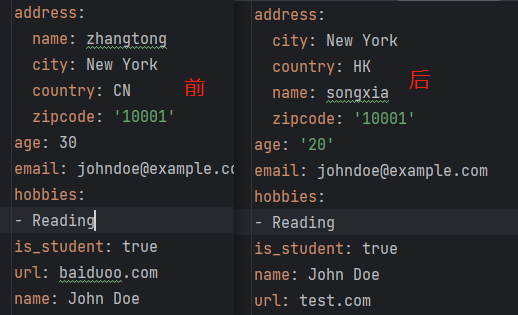 address:
name: zhangtong
city: New York
country: CN
zipcode: '10001'
age: 30
email: johndoe@example.co
hobbies:
- Reading
is_student: true
url: baiduoo.com
name: John Doe
前
address:
city: New York
country: HK
name: songxia
zipcode: '10001'
age: '20'
email: johndoe@example.com
hobbies:
- Reading
is_student: true
name: John Doe
url: test.com
后